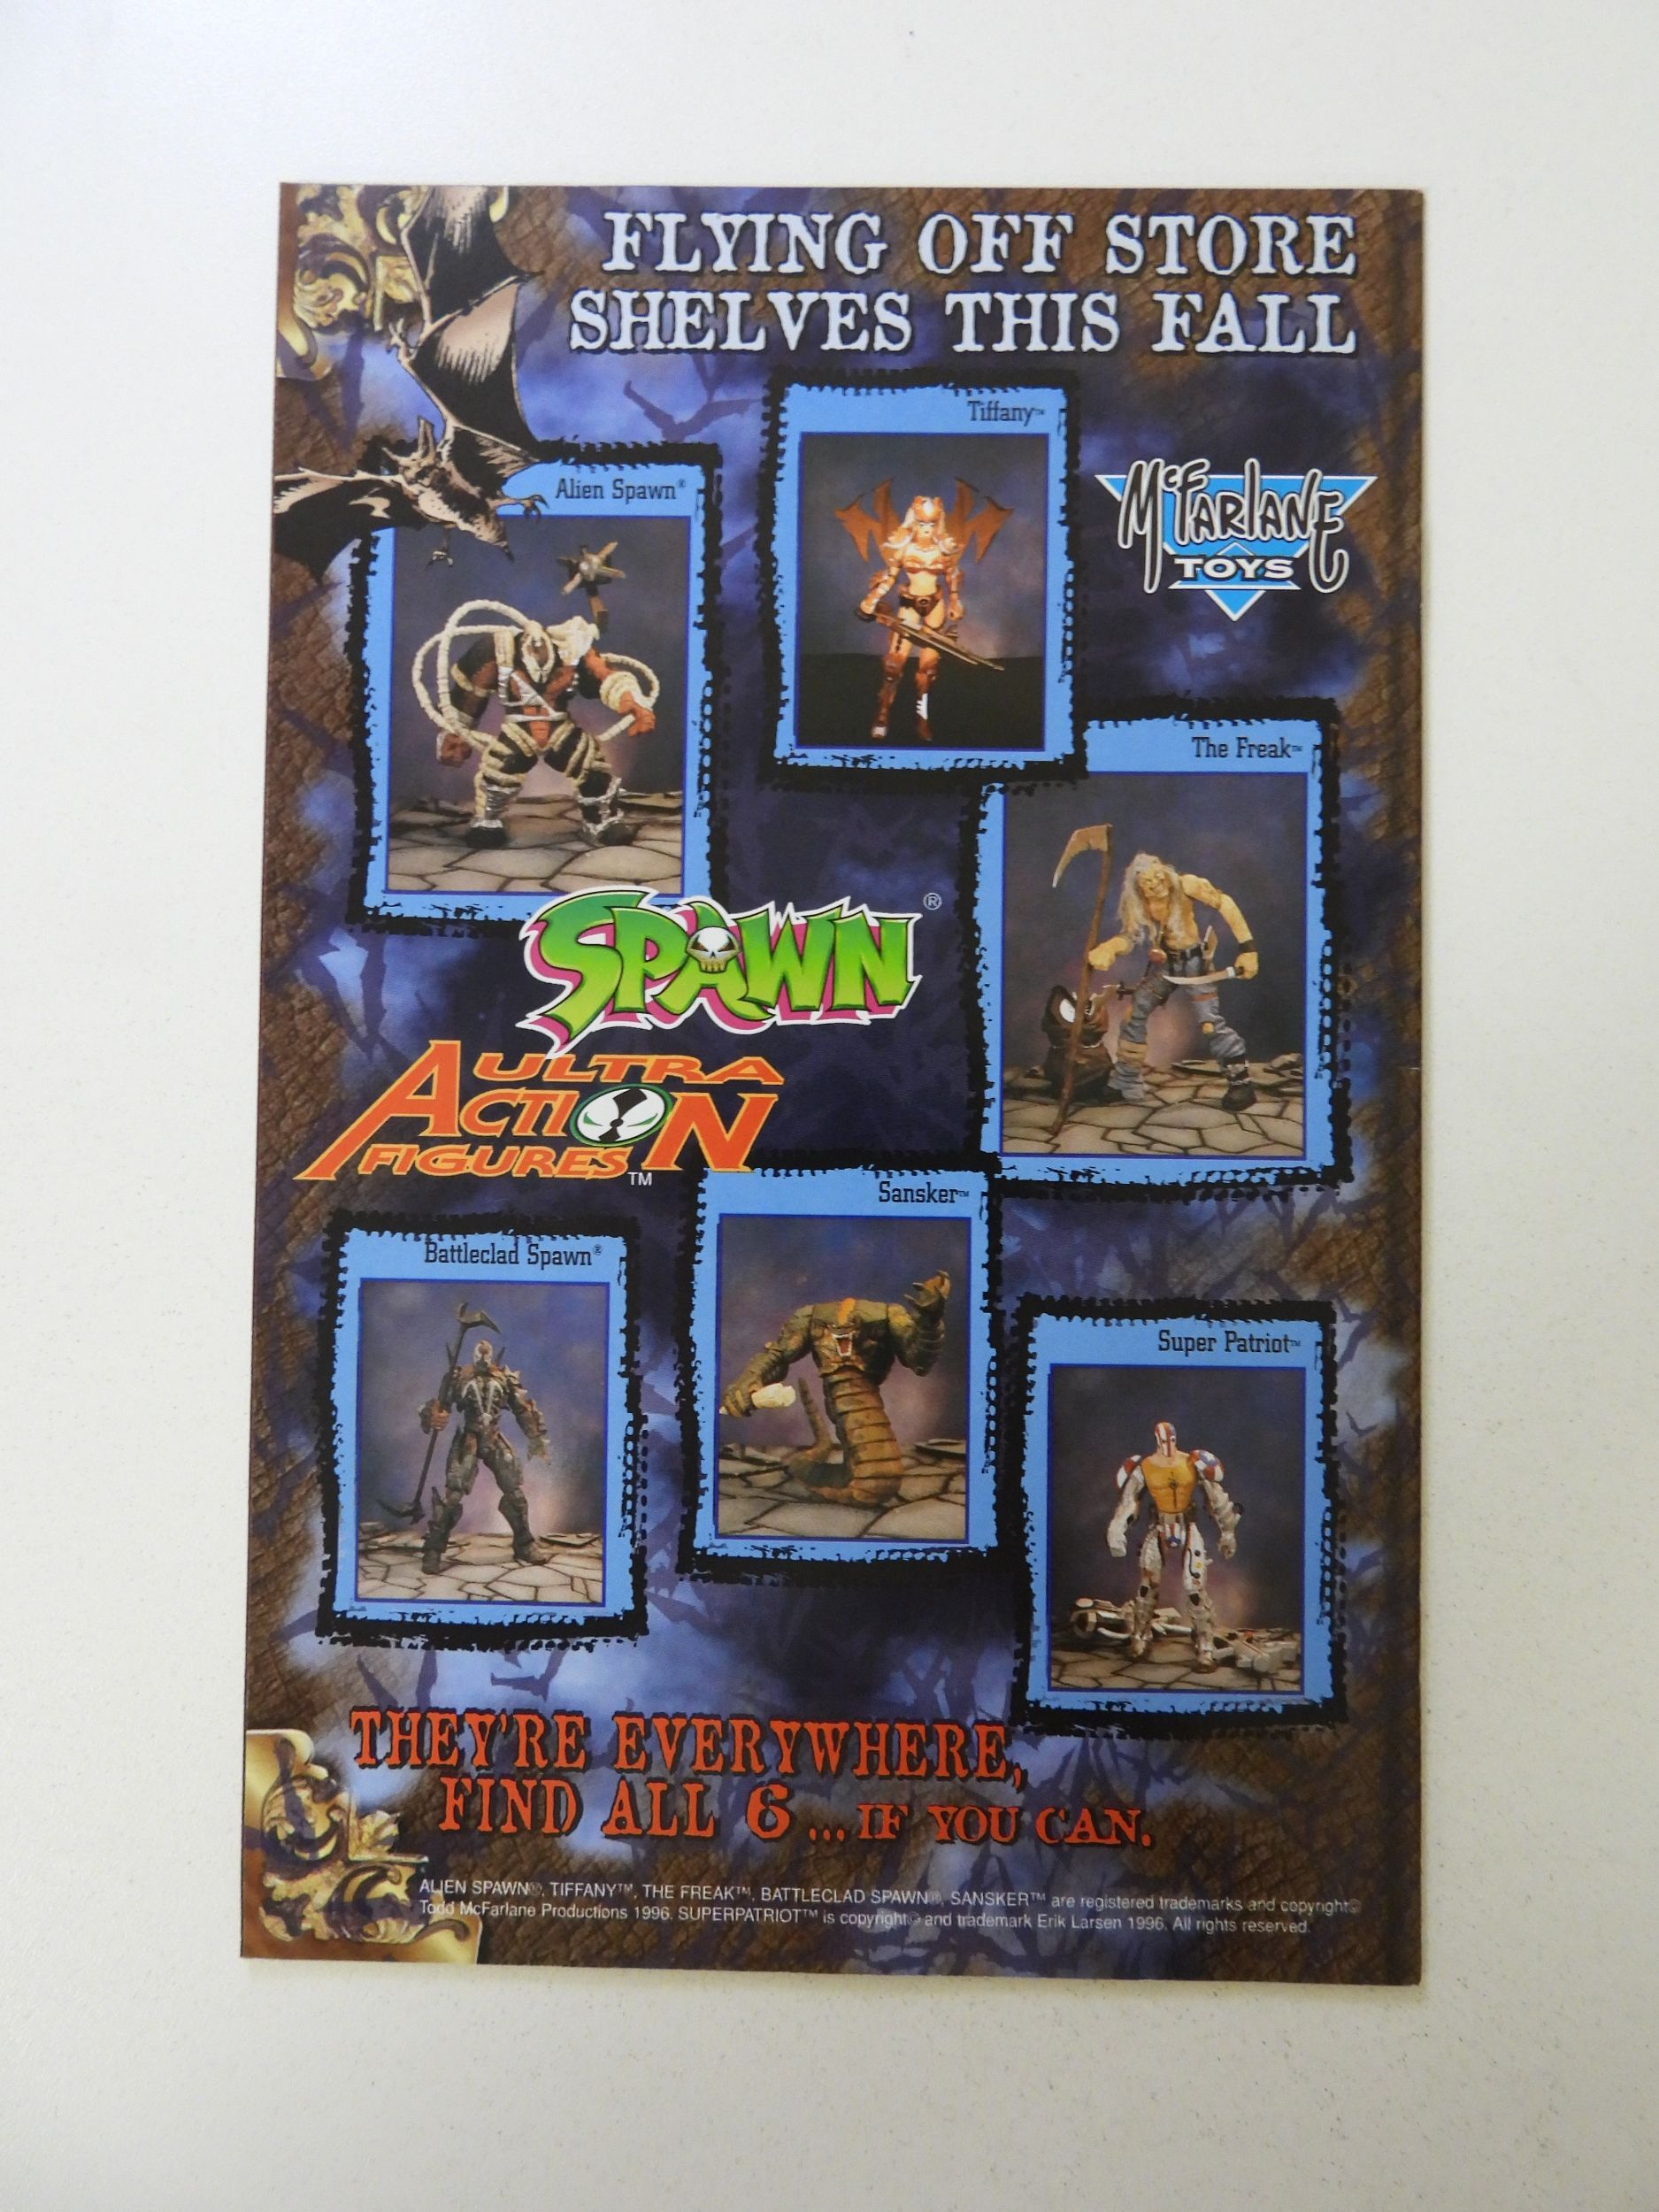 FLYING OFF STORE
SHELVES THIS FALL
Tiffany™
Alien Spawn®
McFARLANE
TOYS
The Freak™
SPAWN®
ULTRA
ACTION
FIGURES™
Sansker™
Battleclad Spawn®
Super Patriot™
THEY'RE EVERYWHERE,
FIND ALL 6 ... IF YOU CAN.
ALIEN SPAWN®, TIFFANY™, THE FREAK™, BATTLECLAD SPAWN®, SANSKER™ are registered trademarks and copyright©
Todd McFarlane Productions 1996. SUPERPATRIOT™ is copyright© and trademark Erik Larsen 1996. All rights reserved.